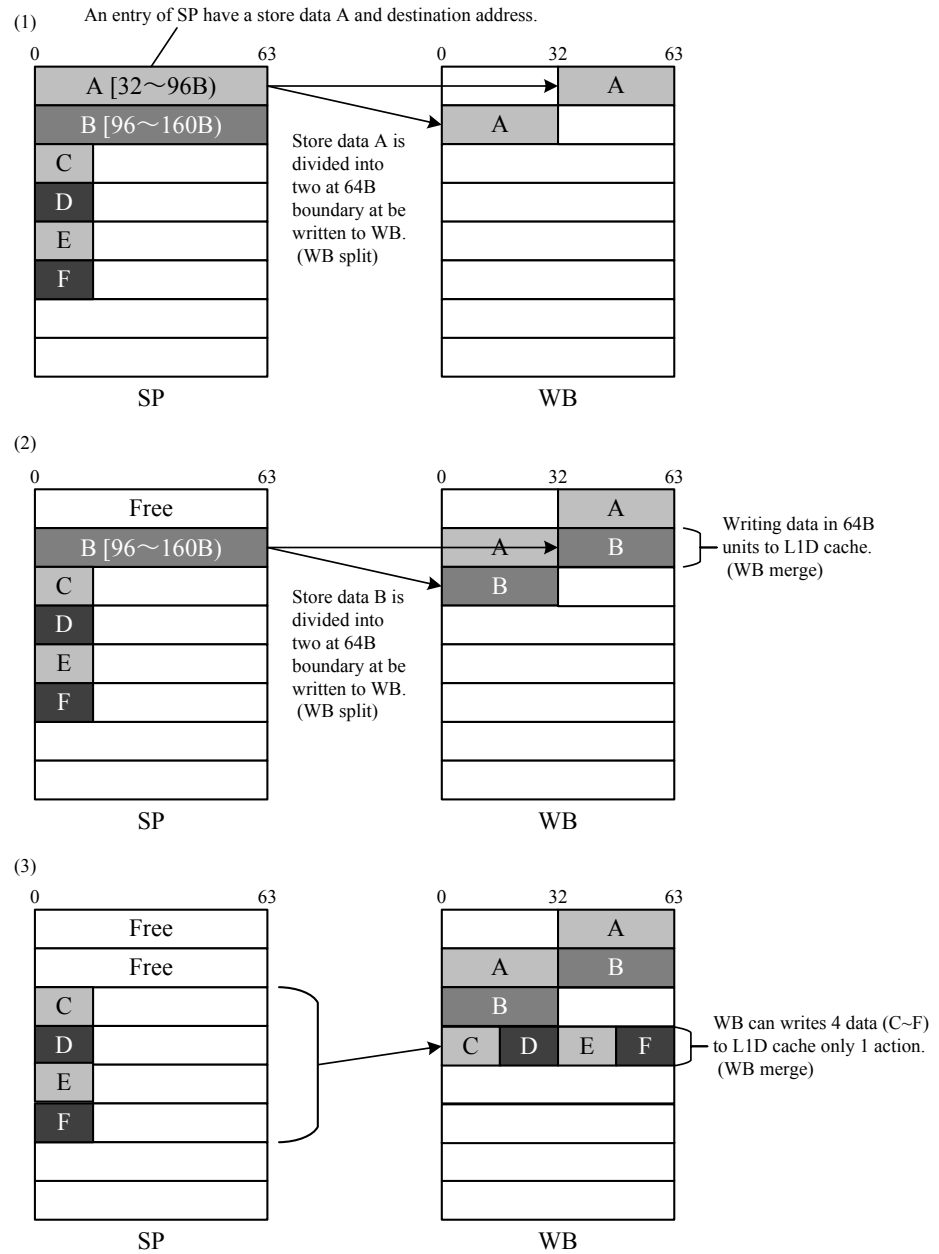 (1)
An entry of SP have a store data A and destination address.
0 63 0 32 63
A [32～96B) A
B [96～160B) A
C
D
E
F
Store data A is
divided into
two at 64B
boundary at be
written to WB.
(WB split)
SP WB
(2)
0 63 0 32 63
Free A
B [96～160B) A B
C B
D
E
F
Store data B is
divided into
two at 64B
boundary at be
written to WB.
(WB split)
Writing data in 64B
units to L1D cache.
(WB merge)
SP WB
(3)
0 63 0 32 63
Free A
Free A B
C B
D C D E F
E
F
WB can writes 4 data (C~F)
to L1D cache only 1 action.
(WB merge)
SP WB